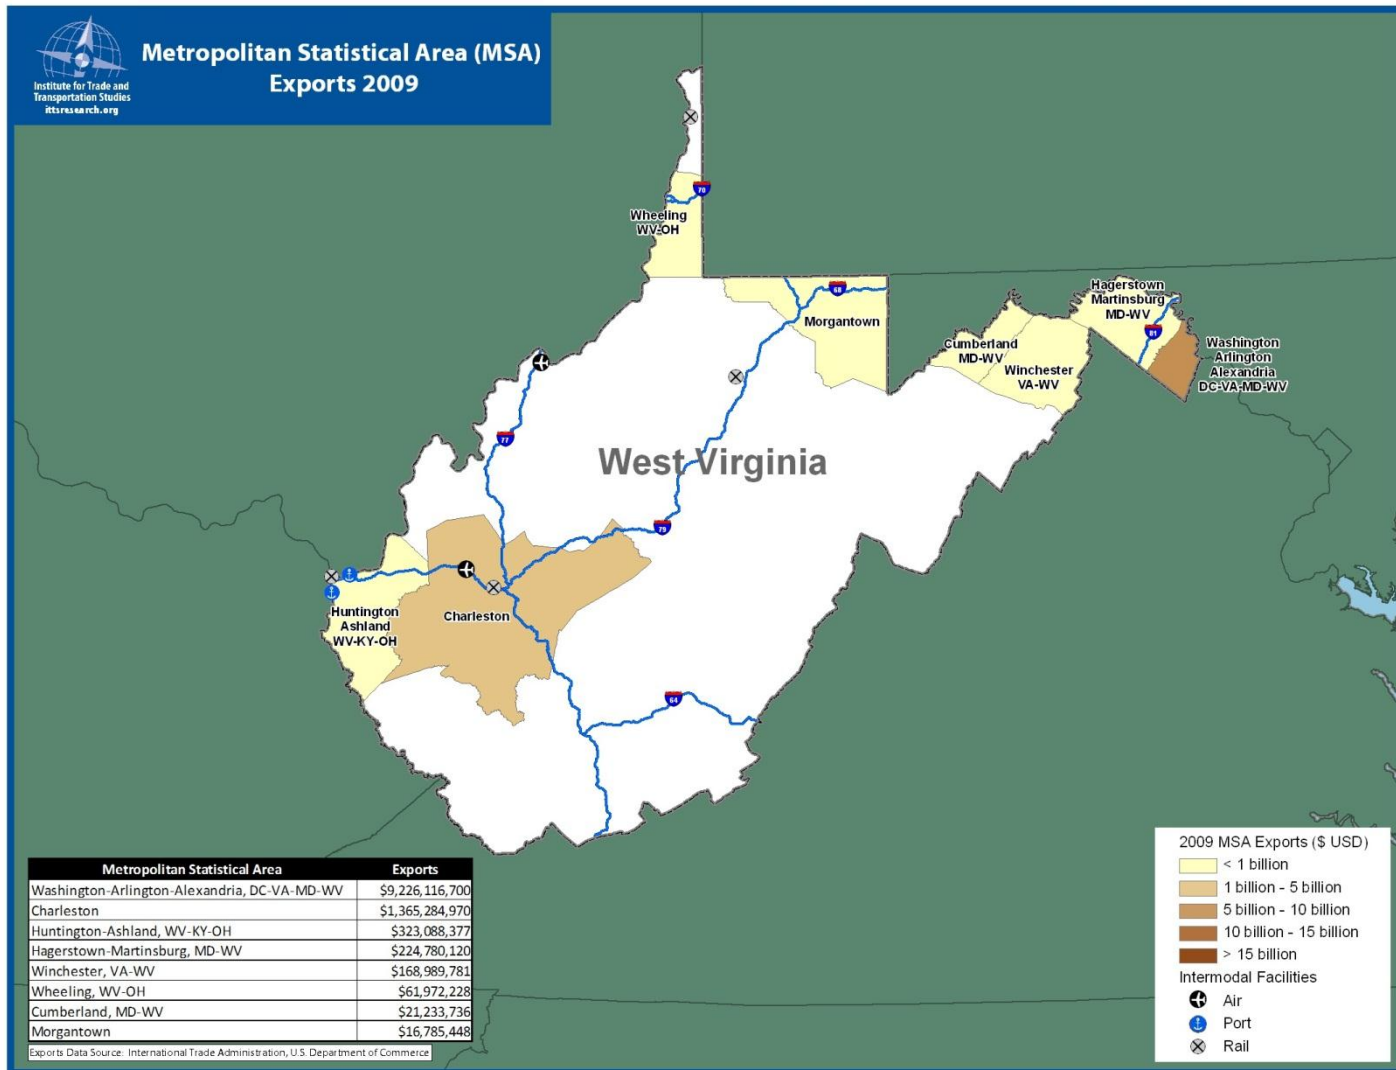 Metropolitan Statistical Area (MSA)
Exports 2009
Institute for Trade and
Transportation Studies
ittsresearch.org
70
Wheeling
WV-OH
68
Morgantown
Hagerstown
Martinsburg
MD-WV
81
Cumberland
MD-WV
Winchester
VA-WV
Washington
Arlington
Alexandria
DC-VA-MD-WV
77
West Virginia
79
Huntington
Ashland
WV-KY-OH
Charleston
64
Metropolitan Statistical Area Exports
Washington-Arlington-Alexandria, DC-VA-MD-WV $9,226,116,700
Charleston $1,365,284,970
Huntington-Ashland, WV-KY-OH $323,088,377
Hagerstown-Martinsburg, MD-WV $224,780,120
Winchester, VA-WV $168,989,781
Wheeling, WV-OH $61,972,228
Cumberland, MD-WV $21,233,736
Morgantown $16,785,448
Exports Data Source: International Trade Administration, U.S. Department of Commerce
2009 MSA Exports ($ USD)
< 1 billion
1 billion - 5 billion
5 billion - 10 billion
10 billion - 15 billion
> 15 billion
Intermodal Facilities
Air
Port
Rail